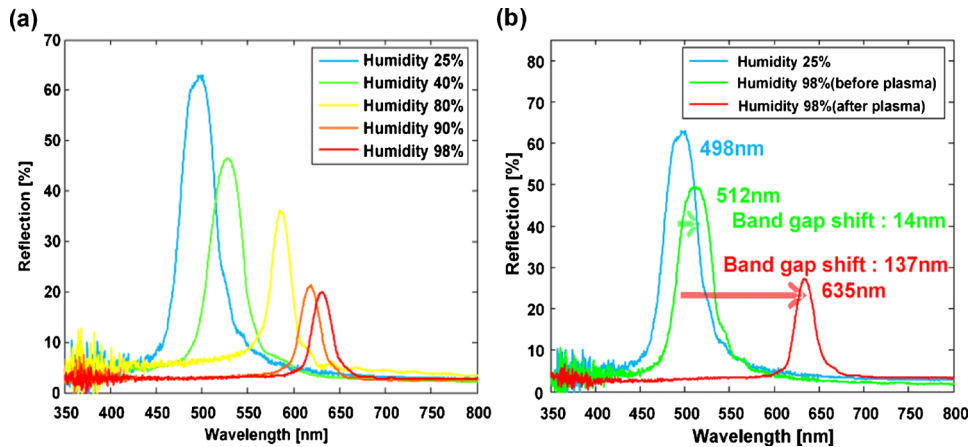 (a)
Reflection [%]
70
60
50
40
30
20
10
0
Humidity 25%
Humidity 40%
Humidity 80%
Humidity 90%
Humidity 98%
350 400 450 500 550 600 650 700 750 800
Wavelength [nm]
(b)
Reflection [%]
80
70
60
50
40
30
20
10
0
Humidity 25%
Humidity 98%(before plasma)
Humidity 98%(after plasma)
498nm
512nm
Band gap shift : 14nm
Band gap shift : 137nm
635nm
350 400 450 500 550 600 650 700 750 800
Wavelength [nm]